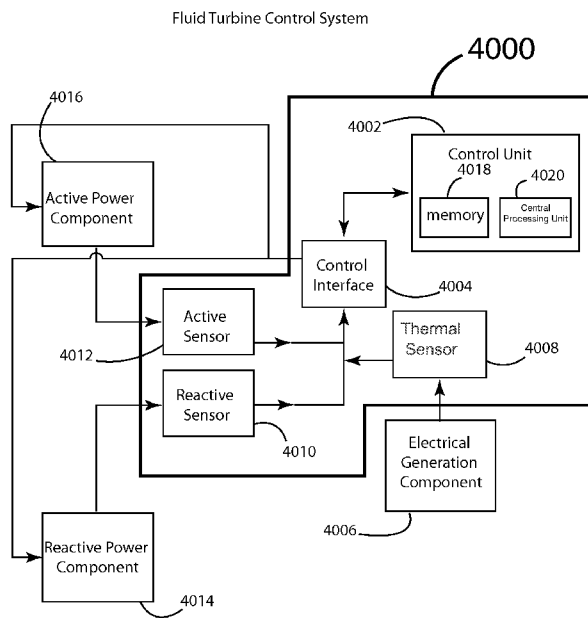 Fluid Turbine Control System
4000
4016
4002
Control Unit
4018
4020
memory
Central
Processing Unit
Active Power
Component
Control
Interface
4004
Active
Sensor
4012
Thermal
Sensor
4008
Reactive
Sensor
4010
Electrical
Generation
Component
4006
Reactive Power
Component
4014